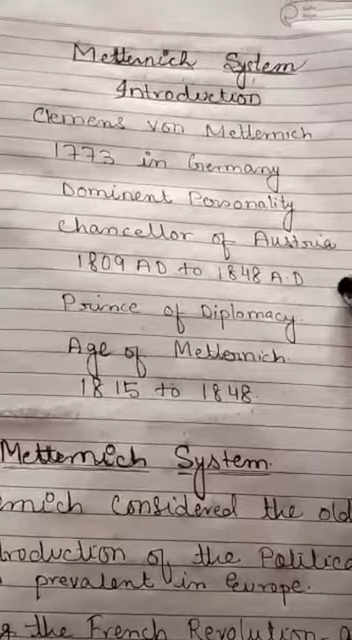 Metternich System
Introduction
Clemens von Metternich
1773 in Germany
Dominent Personality
Chancellor of Austria
1809 AD to 1848 A.D
Prince of Diplomacy.
Age of Metternich.
1815 to 1848.
Metternich System.
considered the old
of the Politica
prevalent in Europe.
the French Revolution